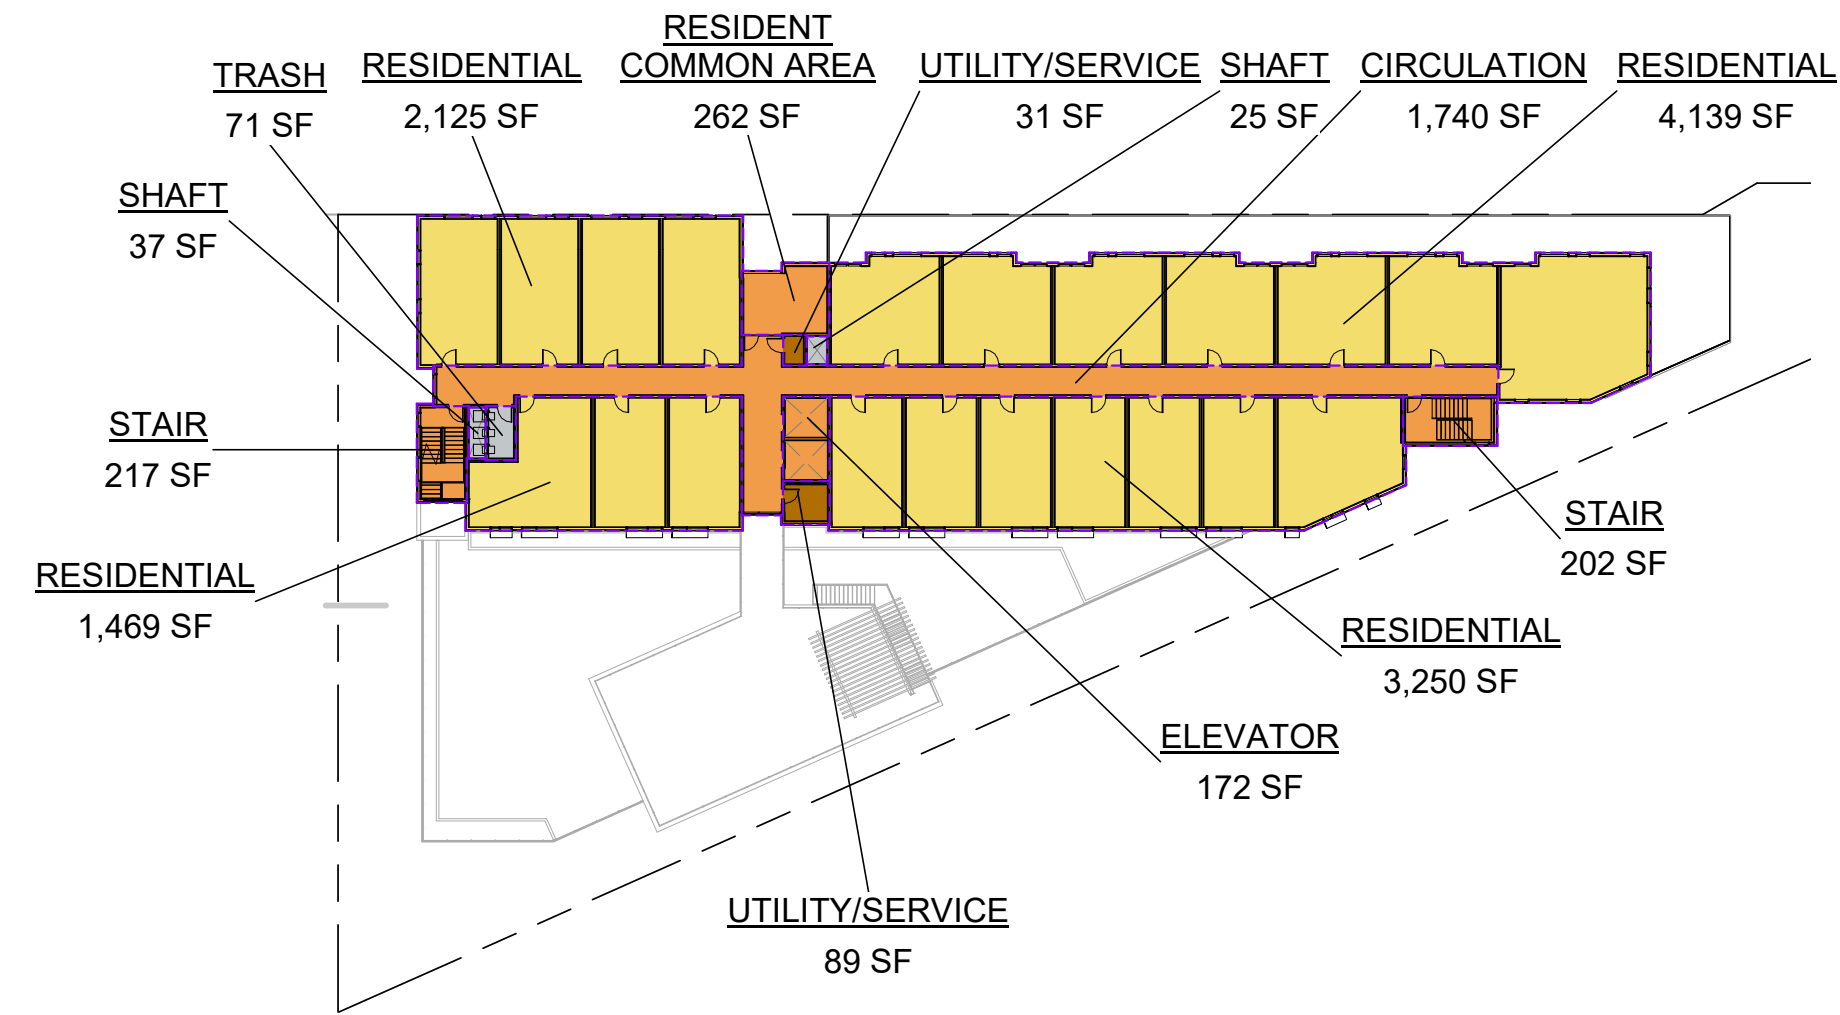 RESIDENT
COMMON AREA
262 SF
TRASH
71 SF
RESIDENTIAL
2,125 SF
UTILITY/SERVICE
31 SF
SHAFT
25 SF
CIRCULATION
1,740 SF
RESIDENTIAL
4,139 SF
SHAFT
37 SF
STAIR
217 SF
RESIDENTIAL
1,469 SF
STAIR
202 SF
RESIDENTIAL
3,250 SF
ELEVATOR
172 SF
UTILITY/SERVICE
89 SF